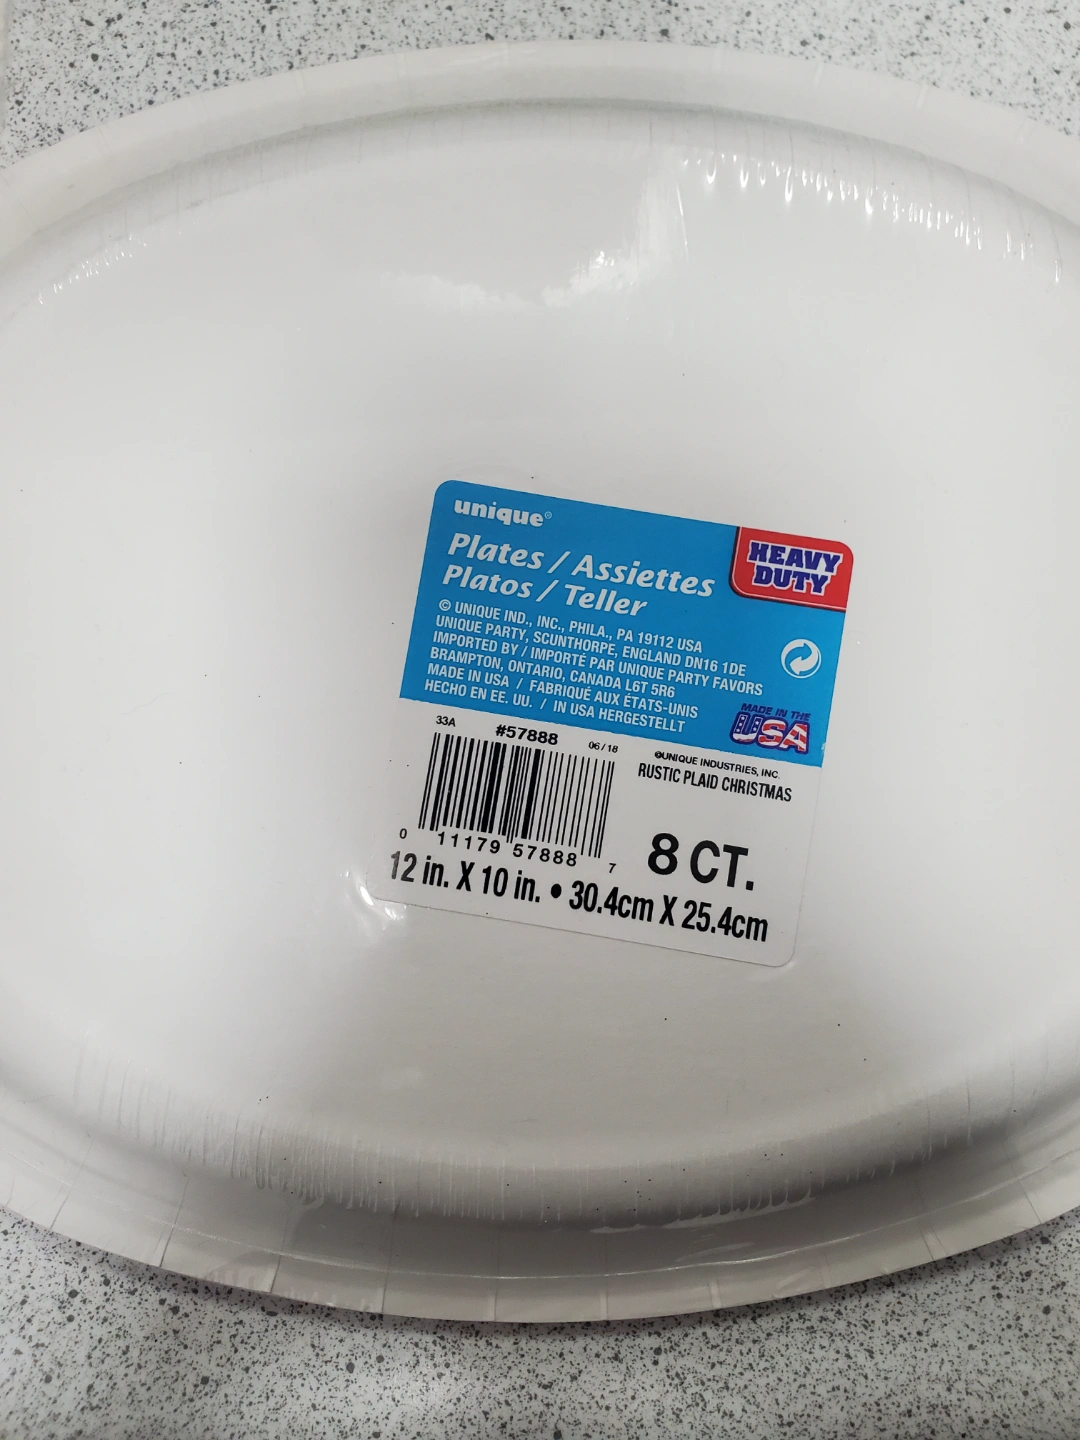 unique®
HEAVY
DUTY
Plates / Assiettes
Platos / Teller
© UNIQUE IND., INC., PHILA., PA 19112 USA
UNIQUE PARTY, SCUNTHORPE, ENGLAND DN16 1DE
IMPORTED BY / IMPORTÉ PAR UNIQUE PARTY FAVORS
BRAMPTON, ONTARIO, CANADA L6T 5R6
MADE IN USA / FABRIQUÉ AUX ÉTATS-UNIS
HECHO EN EE. UU. / IN USA HERGESTELLT
MADE IN THE
USA
33A #57888 06/18
©UNIQUE INDUSTRIES, INC.
RUSTIC PLAID CHRISTMAS
0 11179 57888 7
8 CT.
12 in. X 10 in. • 30.4cm X 25.4cm